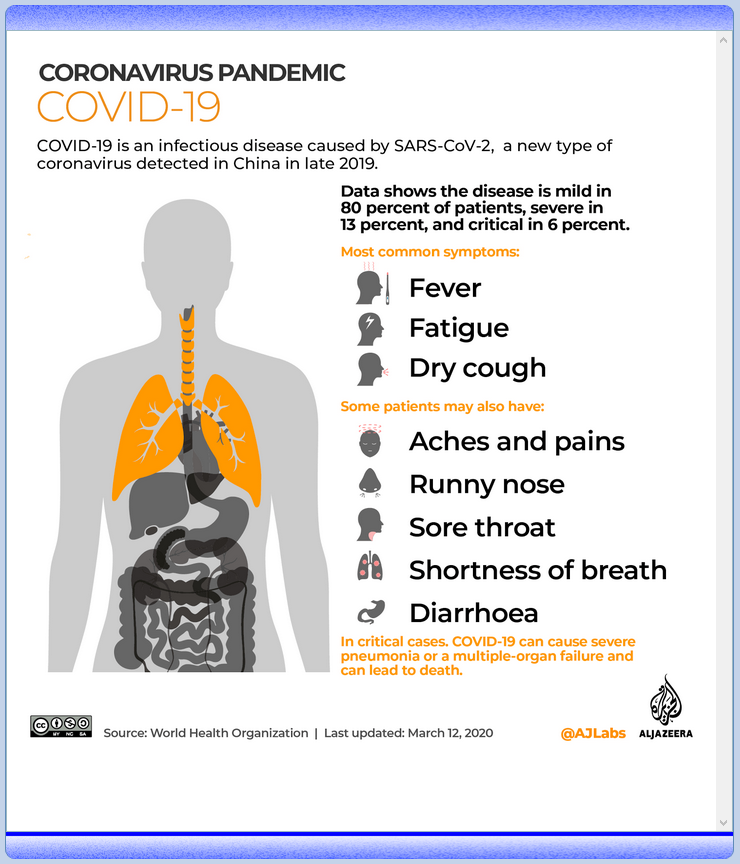 CORONAVIRUS PANDEMIC
COVID-19
COVID-19 is an infectious disease caused by SARS-CoV-2, a new type of
coronavirus detected in China in late 2019.
Data shows the disease is mild in
80 percent of patients, severe in
13 percent, and critical in 6 percent.
Most common symptoms:
Fever
Fatigue
Dry cough
Some patients may also have:
Aches and pains
Runny nose
Sore throat
Shortness of breath
Diarrhoea
In critical cases. COVID-19 can cause severe
pneumonia or a multiple-organ failure and
can lead to death.
cc BY NC SA
Source: World Health Organization | Last updated: March 12, 2020
@AJLabs
ALJAZEERA